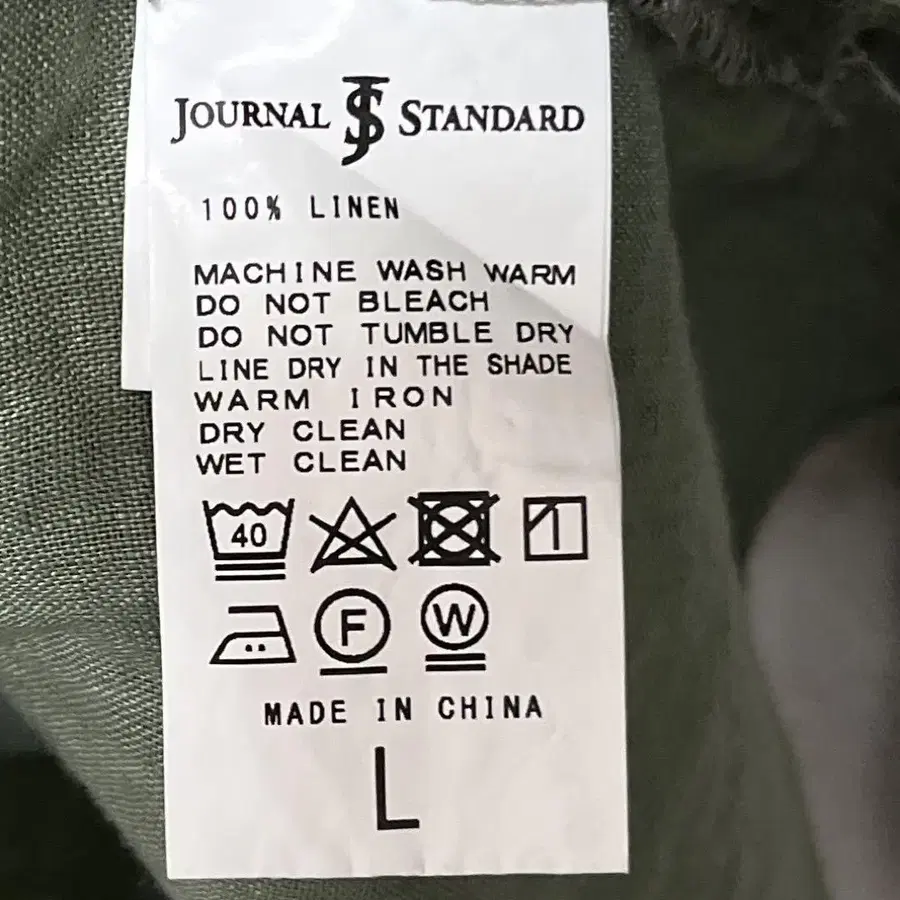 JOURNAL JS STANDARD
100% LINEN
MACHINE WASH WARM
DO NOT BLEACH
DO NOT TUMBLE DRY
LINE DRY IN THE SHADE
WARM IRON
DRY CLEAN
WET CLEAN
40
F W
MADE IN CHINA
L